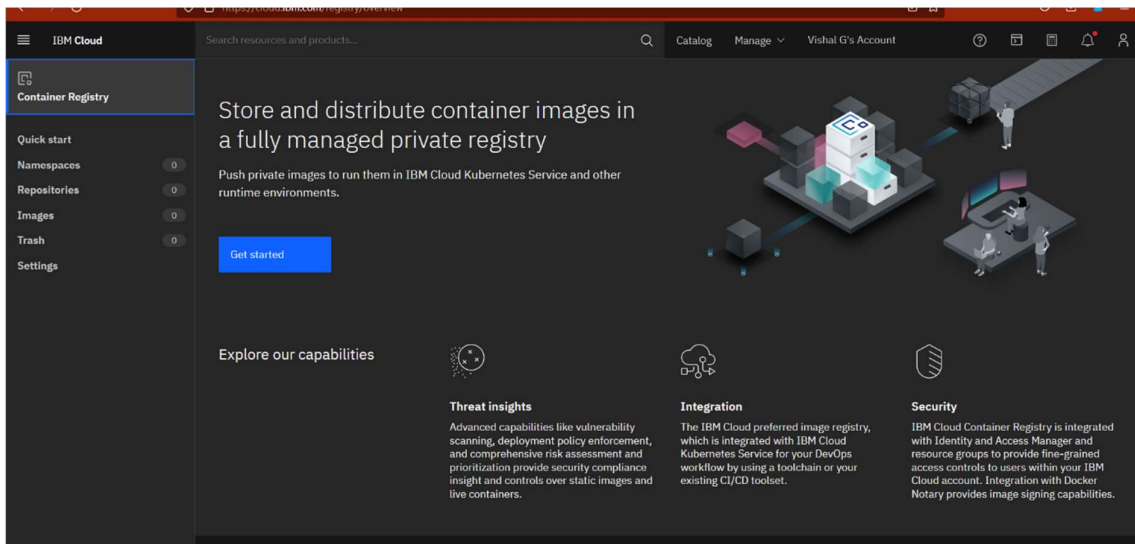 https://cloud.ibm.com/registry/overview
IBM Cloud
Search resources and products...
Catalog
Manage
Vishal G's Account
Container Registry
Quick start
Namespaces 0
Repositories 0
Images 0
Trash 0
Settings
Store and distribute container images in
a fully managed private registry
Push private images to run them in IBM Cloud Kubernetes Service and other
runtime environments.
Get started
Explore our capabilities
Threat insights
Advanced capabilities like vulnerability
scanning, deployment policy enforcement,
and comprehensive risk assessment and
prioritization provide security compliance
insight and controls over static images and
live containers.
Integration
The IBM Cloud preferred image registry,
which is integrated with IBM Cloud
Kubernetes Service for your DevOps
workflow by using a toolchain or your
existing CI/CD toolset.
Security
IBM Cloud Container Registry is integrated
with Identity and Access Manager and
resource groups to provide fine-grained
access controls to users within your IBM
Cloud account. Integration with Docker
Notary provides image signing capabilities.